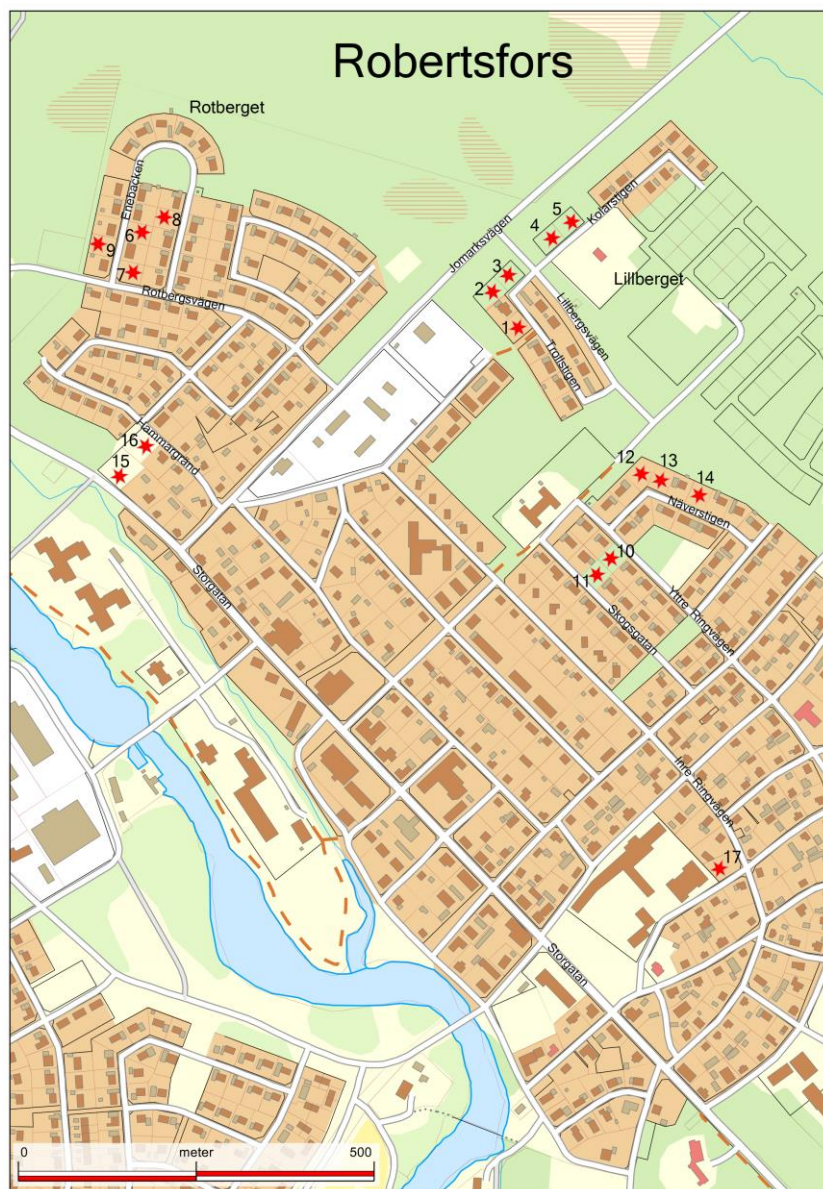 Robertsfors
Rotberget
Enebacken
8
6
9
7
Rotbergsvägen
Jomarksvägen
5
4
Kolarstigen
3
2
Lillberget
Lillbergsvägen
1
Trollstigen
Hammargränd
16
15
12
13
14
Näverstigen
10
11
Yttre Ringvägen
Skogsgatan
Storgatan
Inre Ringvägen
17
Storgatan
0 meter 500